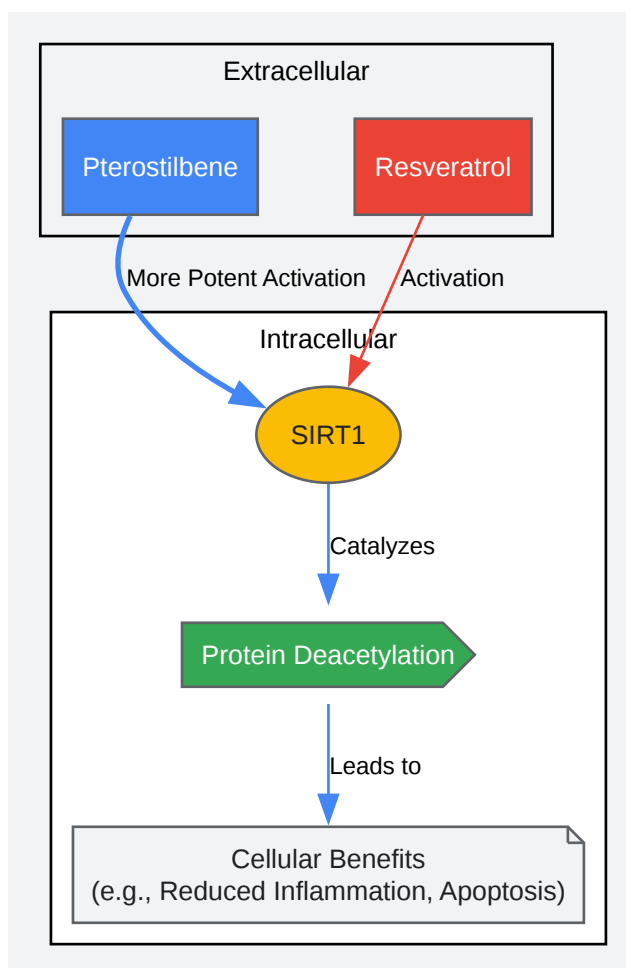 Extracellular
Pterostilbene
Resveratrol
More Potent Activation
Activation
Intracellular
SIRT1
Catalyzes
Protein Deacetylation
Leads to
Cellular Benefits
(e.g., Reduced Inflammation, Apoptosis)